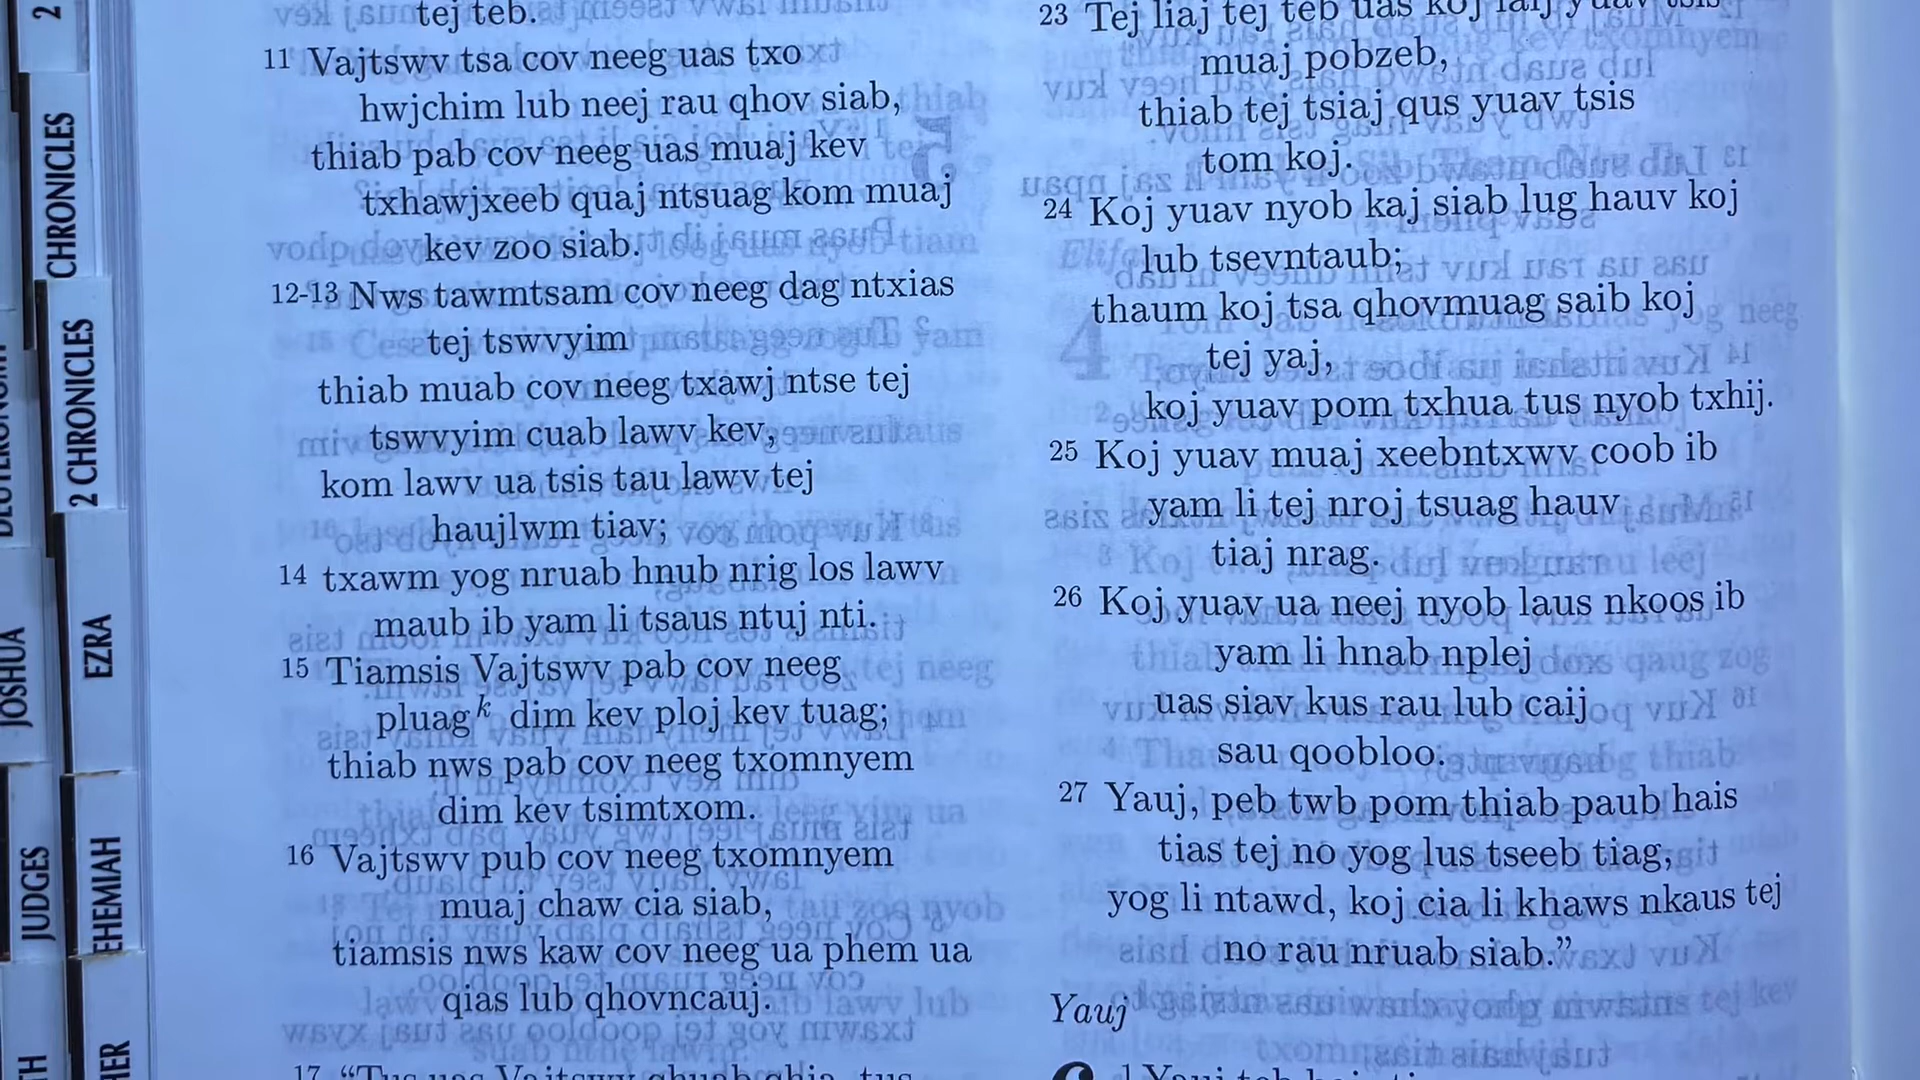 tej teb.
11 Vajtswv tsa cov neeg uas txo
hwjchim lub neej rau qhov siab,
thiab pab cov neeg uas muaj kev
txhawjxeeb quaj ntsuag kom muaj
kev zoo siab.
12-13 Nws tawmtsam cov neeg dag ntxias
tej tswvyim
thiab muab cov neeg txawj ntse tej
tswvyim cuab lawv kev,
kom lawv ua tsis tau lawv tej
haujlwm tiav;
14 txawm yog nruab hnub nrig los lawv
maub ib yam li tsaus ntuj nti.
15 Tiamsis Vajtswv pab cov neeg
pluag k dim kev ploj kev tuag;
thiab nws pab cov neeg txomnyem
dim kev tsimtxom.
16 Vajtswv pub cov neeg txomnyem
muaj chaw cia siab,
tiamsis nws kaw cov neeg ua phem ua
qias lub qhovncauj.
17 “Tus uas Vajtswv qhuab qhia, tus
23 Tej liaj tej teb uas koj laij yuav tsis
muaj pobzeb,
thiab tej tsiaj qus yuav tsis
tom koj.
24 Koj yuav nyob kaj siab lug hauv koj
lub tsevntaub;
thaum koj tsa qhovmuag saib koj
tej yaj,
koj yuav pom txhua tus nyob txhij.
25 Koj yuav muaj xeebntxwv coob ib
yam li tej nroj tsuag hauv
tiaj nrag.
26 Koj yuav ua neej nyob laus nkoos ib
yam li hnab nplej
uas siav kus rau lub caij
sau qoobloo.
27 Yauj, peb twb pom thiab paub hais
tias tej no yog lus tseeb tiag,
yog li ntawd, koj cia li khaws nkaus tej
no rau nruab siab.”
Yauj
JOSHUA
JUDGES
2
CHRONICLES
2 CHRONICLES
EZRA
EHEMIAH
HER